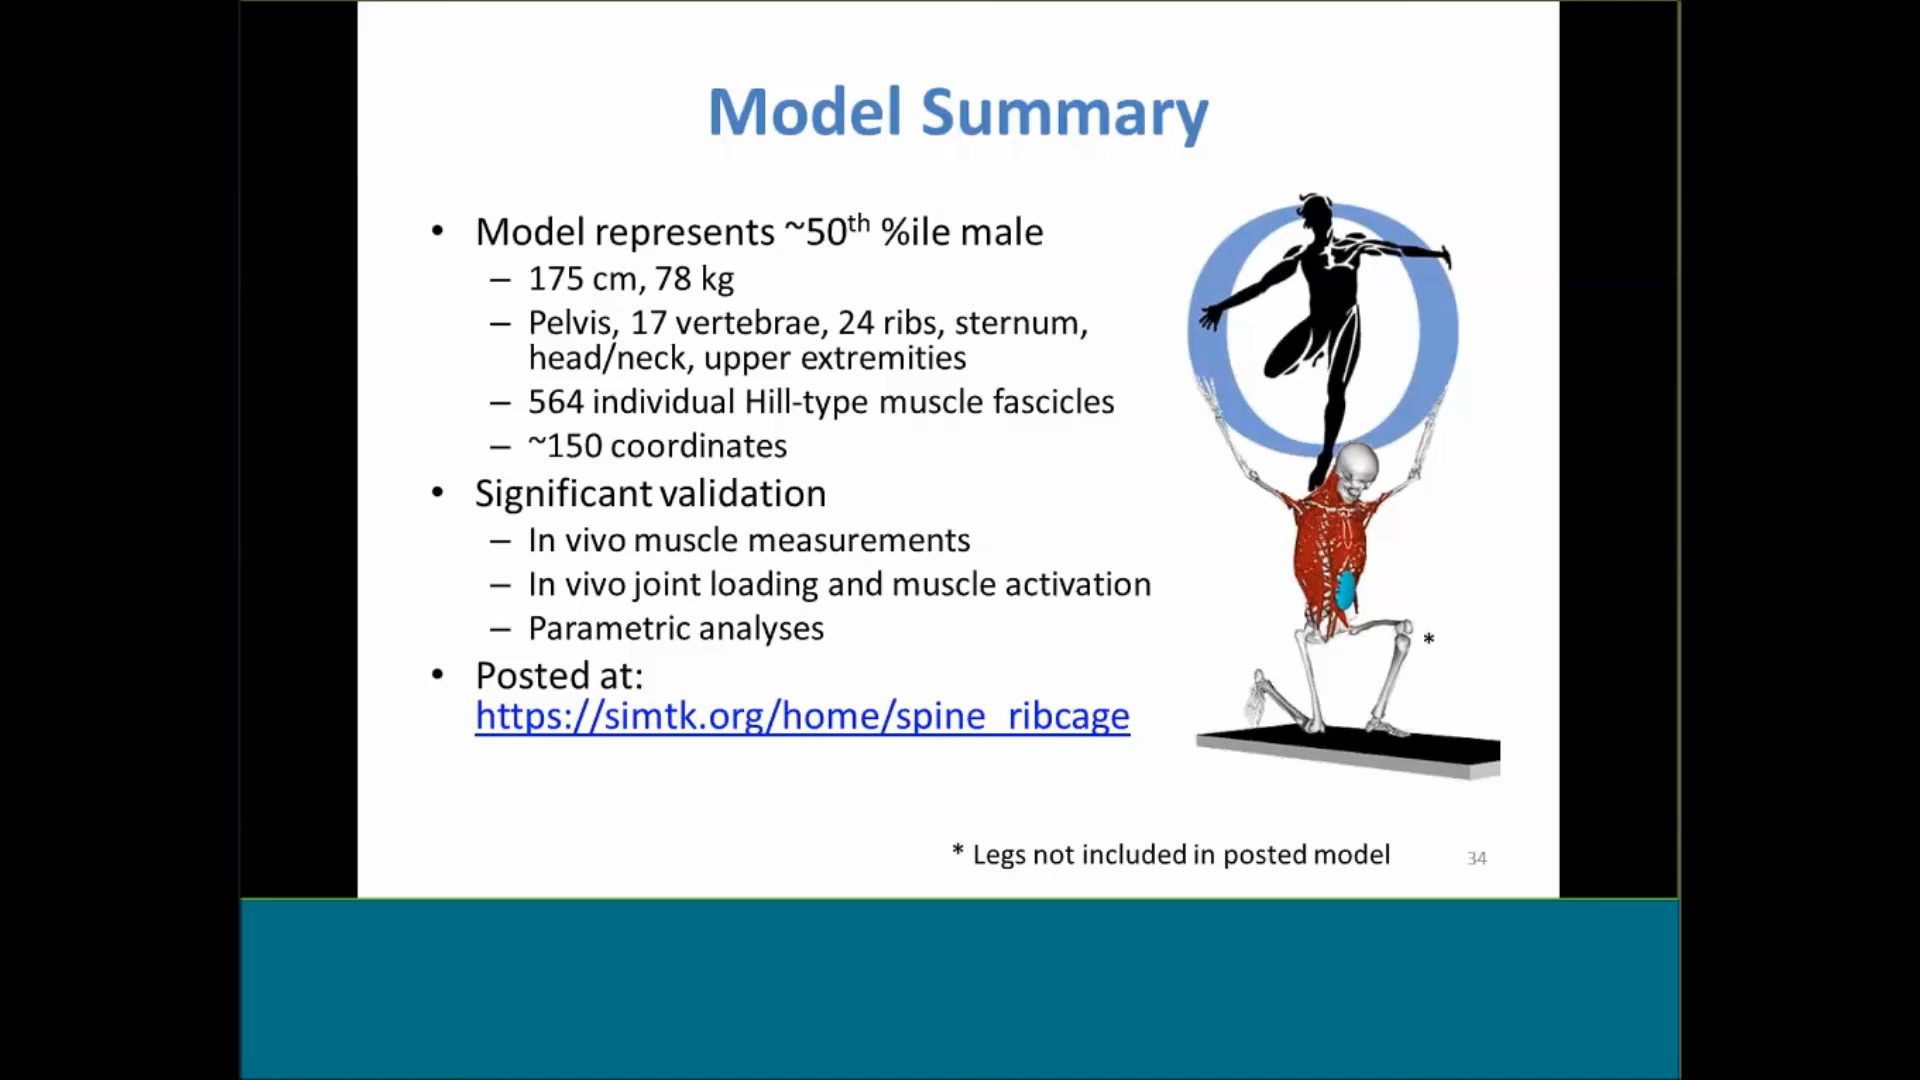 Model Summary
• Model represents ~50th %ile male
– 175 cm, 78 kg
– Pelvis, 17 vertebrae, 24 ribs, sternum,
head/neck, upper extremities
– 564 individual Hill-type muscle fascicles
– ~150 coordinates
• Significant validation
– In vivo muscle measurements
– In vivo joint loading and muscle activation
– Parametric analyses
• Posted at:
https://simtk.org/home/spine_ribcage
*
* Legs not included in posted model
34